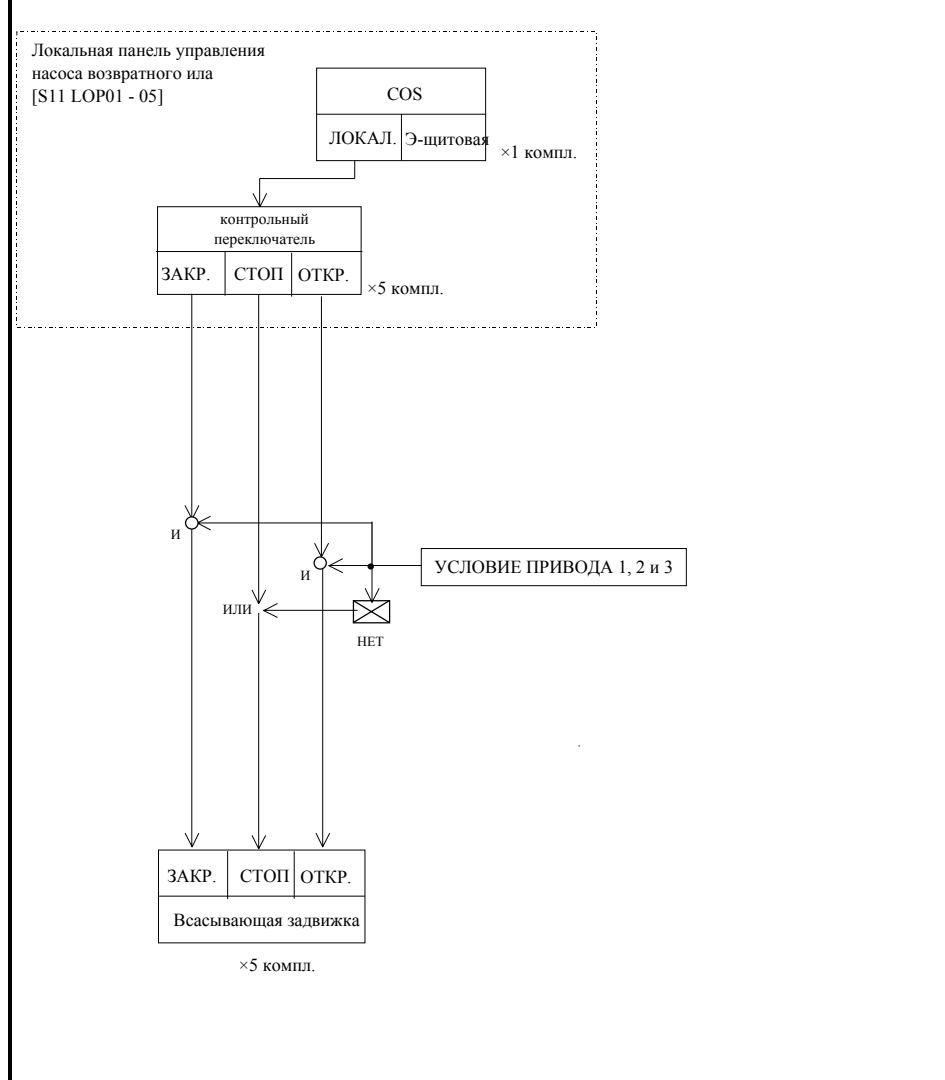 Локальная панель управления
насоса возвратного ила
[S11 LOP01 - 05]
COS
ЛОКАЛ. Э-щитовая
×1 компл.
контрольный
переключатель
ЗАКР. СТОП ОТКР.
×5 компл.
И
И
УСЛОВИЕ ПРИВОДА 1, 2 и 3
ИЛИ
НЕТ
ЗАКР. СТОП ОТКР.
Всасывающая задвижка
×5 компл.